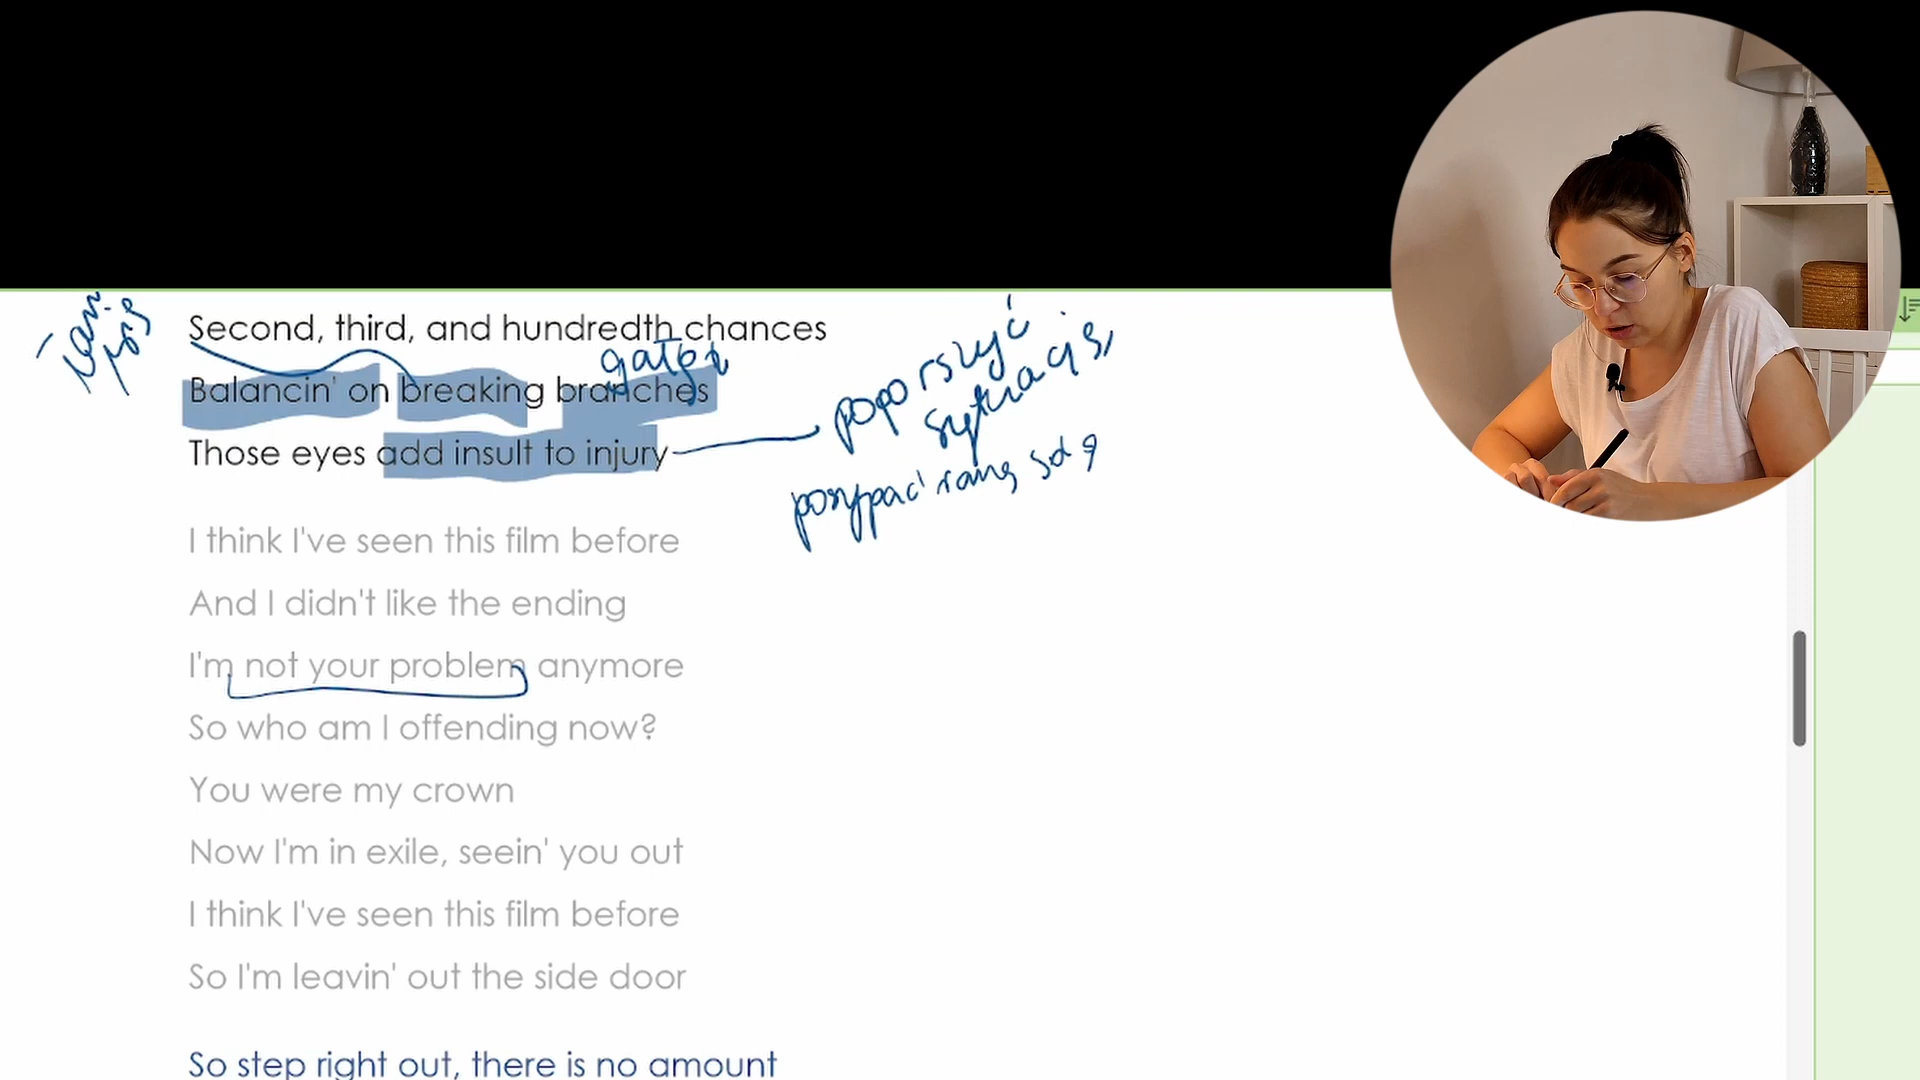 Second, third, and hundredth chances
gałęzi
Balancin' on breaking branches
Those eyes add insult to injury
posypać ranę solą
I think I've seen this film before
And I didn't like the ending
I'm not your problem anymore
So who am I offending now?
You were my crown
Now I'm in exile, seein' you out
I think I've seen this film before
So I'm leavin' out the side door
So step right out, there is no amount